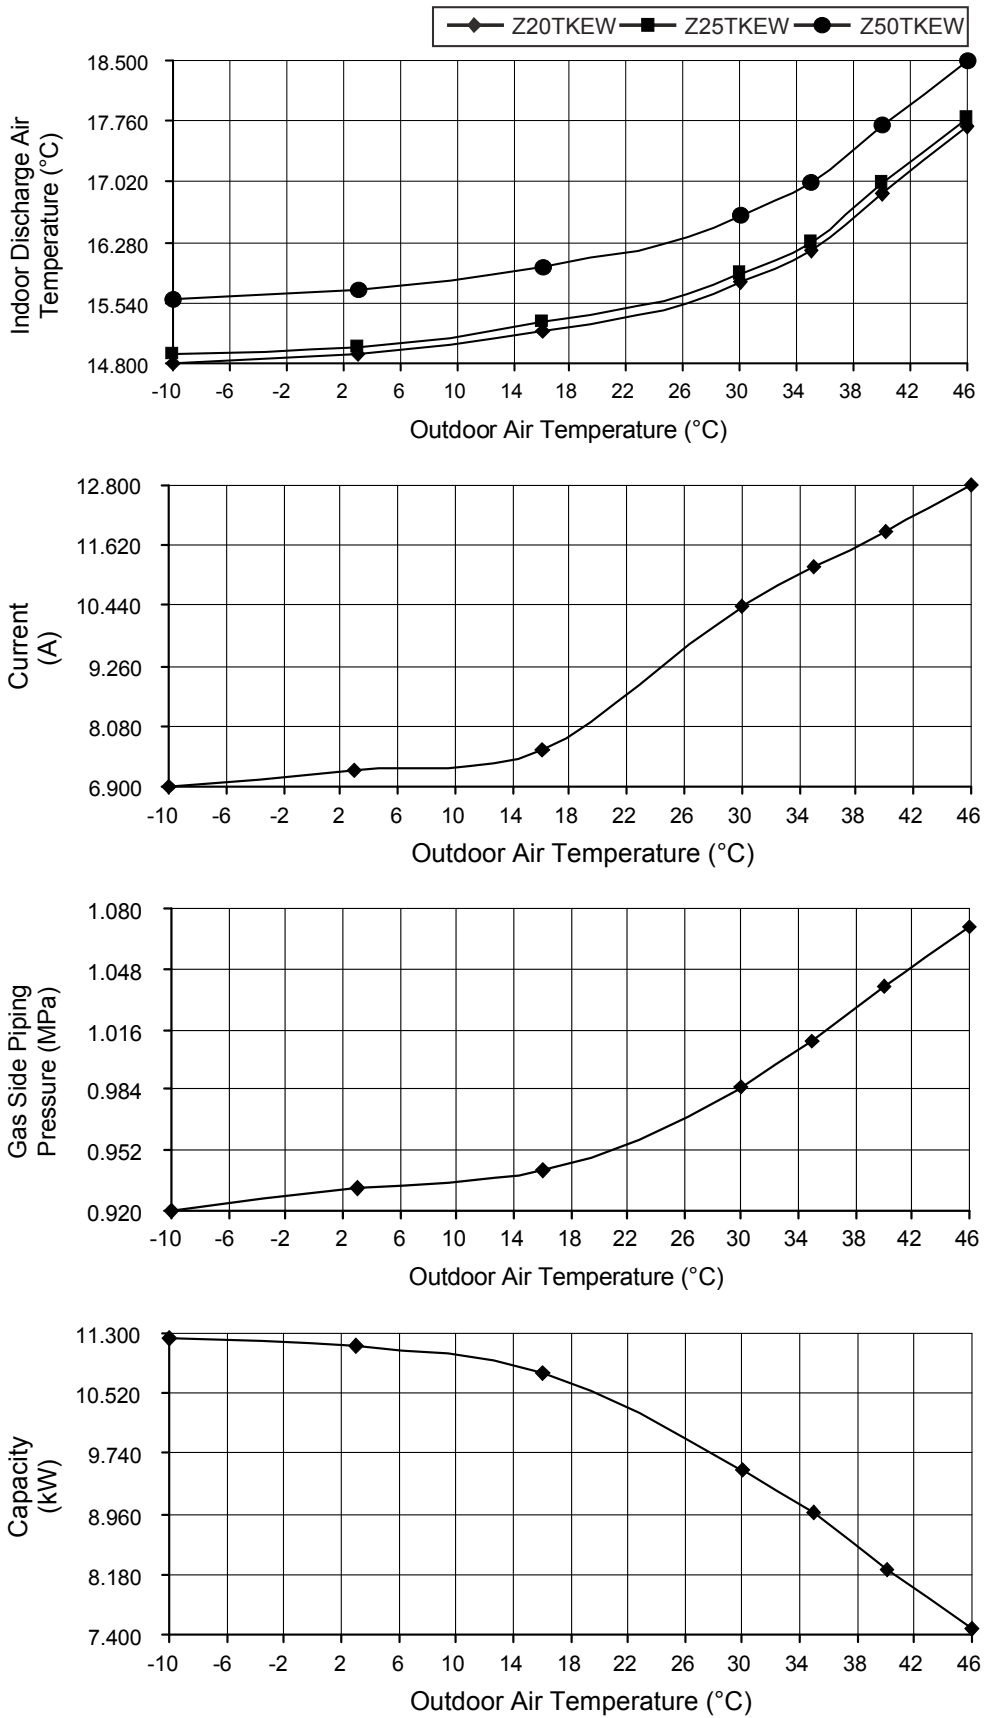 Z20TKEW Z25TKEW Z50TKEW
18.500
17.760
17.020
16.280
15.540
14.800
Indoor Discharge Air
Temperature (°C)
-10 -6 -2 2 6 10 14 18 22 26 30 34 38 42 46
Outdoor Air Temperature (°C)
12.800
11.620
10.440
9.260
8.080
6.900
Current
(A)
-10 -6 -2 2 6 10 14 18 22 26 30 34 38 42 46
Outdoor Air Temperature (°C)
1.080
1.048
1.016
0.984
0.952
0.920
Gas Side Piping
Pressure (MPa)
-10 -6 -2 2 6 10 14 18 22 26 30 34 38 42 46
Outdoor Air Temperature (°C)
11.300
10.520
9.740
8.960
8.180
7.400
Capacity
(kW)
-10 -6 -2 2 6 10 14 18 22 26 30 34 38 42 46
Outdoor Air Temperature (°C)